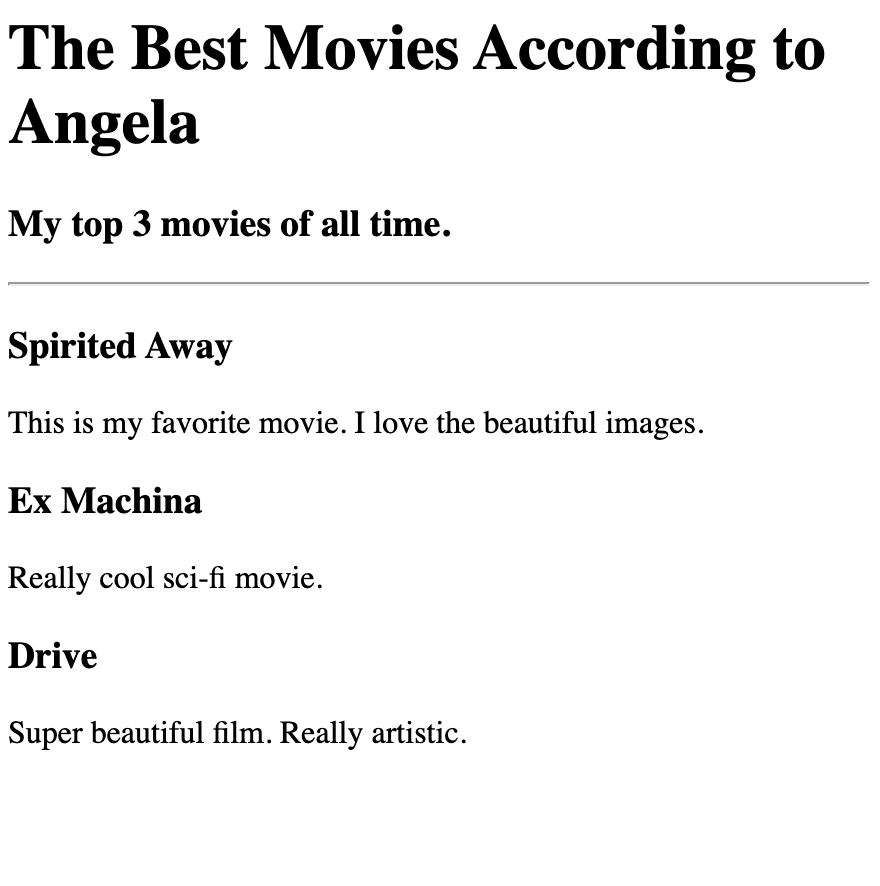 The Best Movies According to
Angela
My top 3 movies of all time.
Spirited Away
This is my favorite movie. I love the beautiful images.
Ex Machina
Really cool sci-fi movie.
Drive
Super beautiful film. Really artistic.